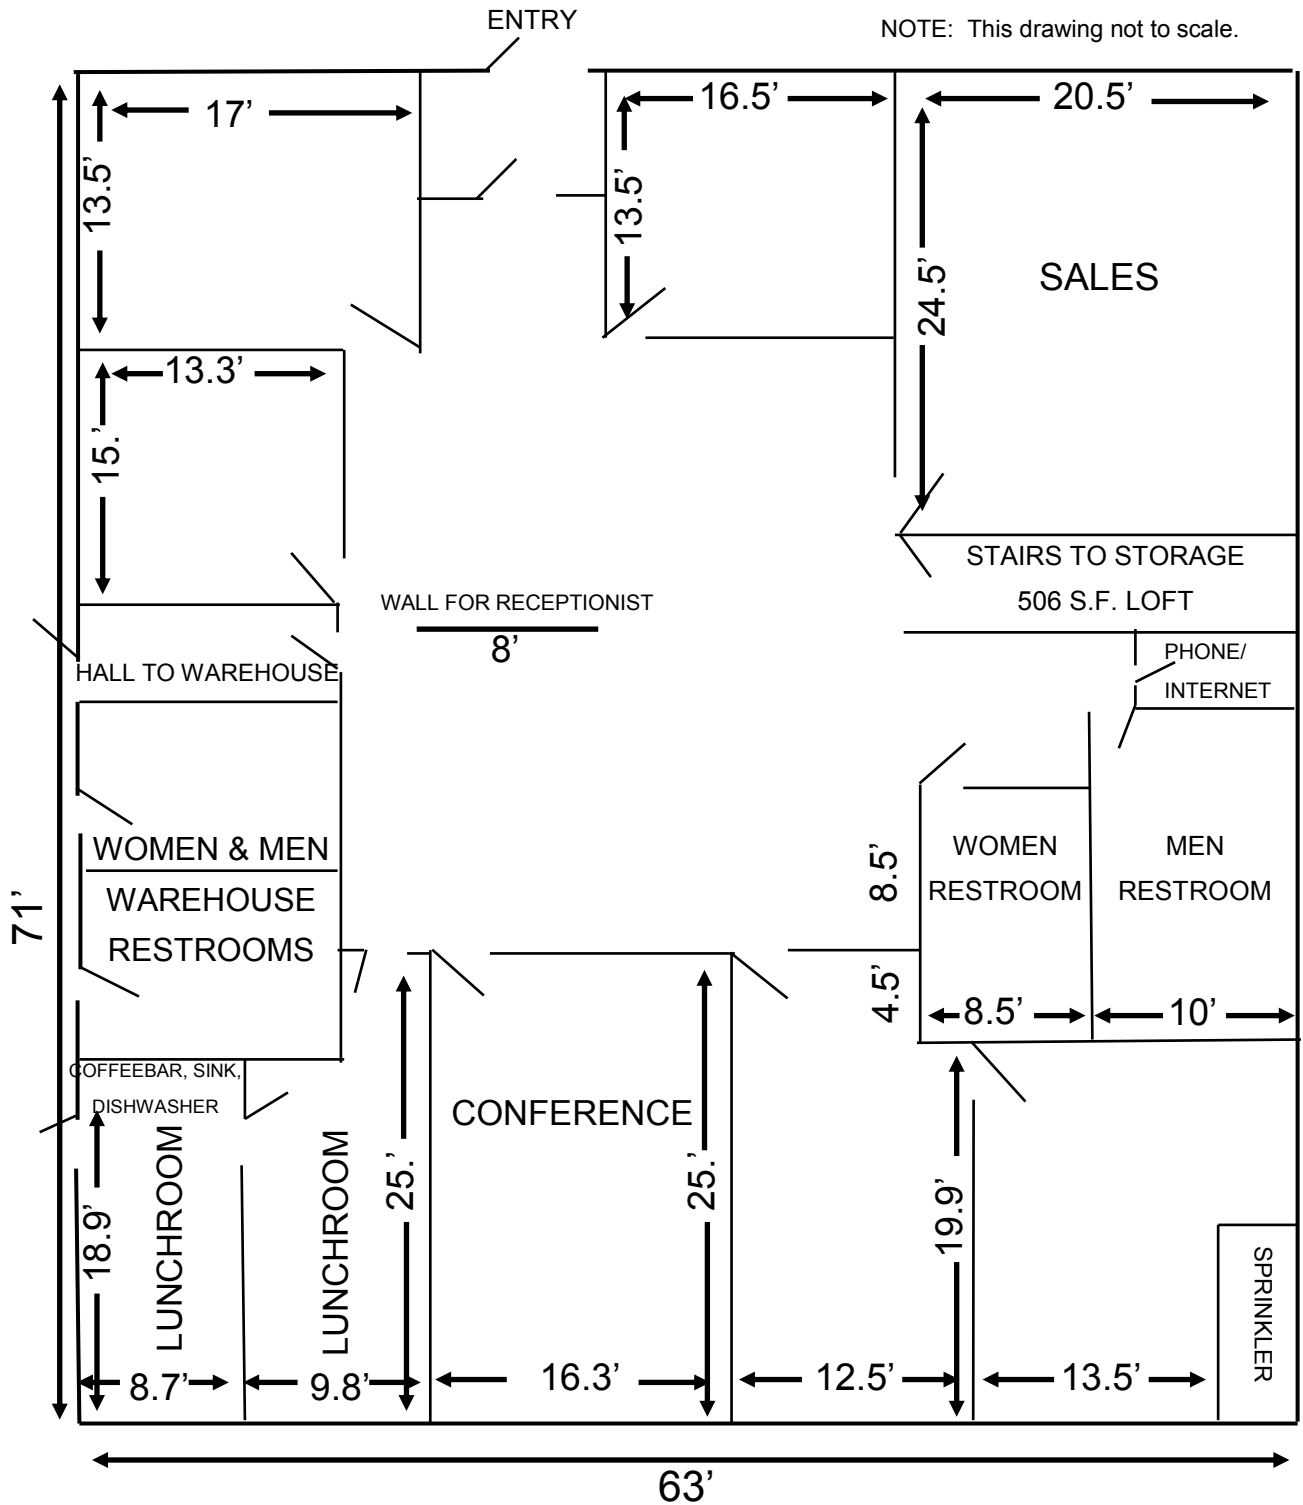 ENTRY
NOTE: This drawing not to scale.
17'
16.5'
20.5'
13.5'
13.5'
24.5'
SALES
13.3'
15.'
STAIRS TO STORAGE
506 S.F. LOFT
WALL FOR RECEPTIONIST
8'
HALL TO WAREHOUSE
PHONE/
INTERNET
71'
WOMEN & MEN
WAREHOUSE
RESTROOMS
8.5'
4.5'
WOMEN
RESTROOM
MEN
RESTROOM
8.5'
10'
COFFEEBAR, SINK,
DISHWASHER
LUNCHROOM
LUNCHROOM
18.9'
25.'
CONFERENCE
25.'
19.9'
SPRINKLER
8.7'
9.8'
16.3'
12.5'
13.5'
63'